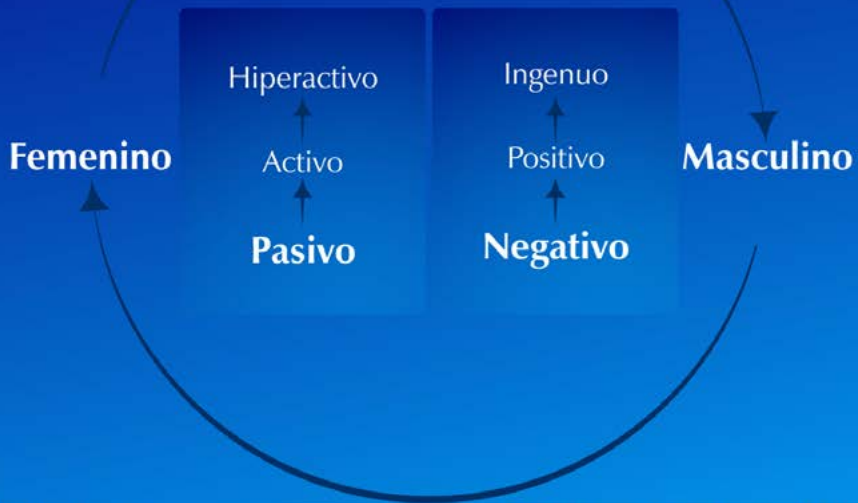 Hiperactivo
Ingenuo
Femenino
Activo
Positivo
Masculino
Pasivo
Negativo